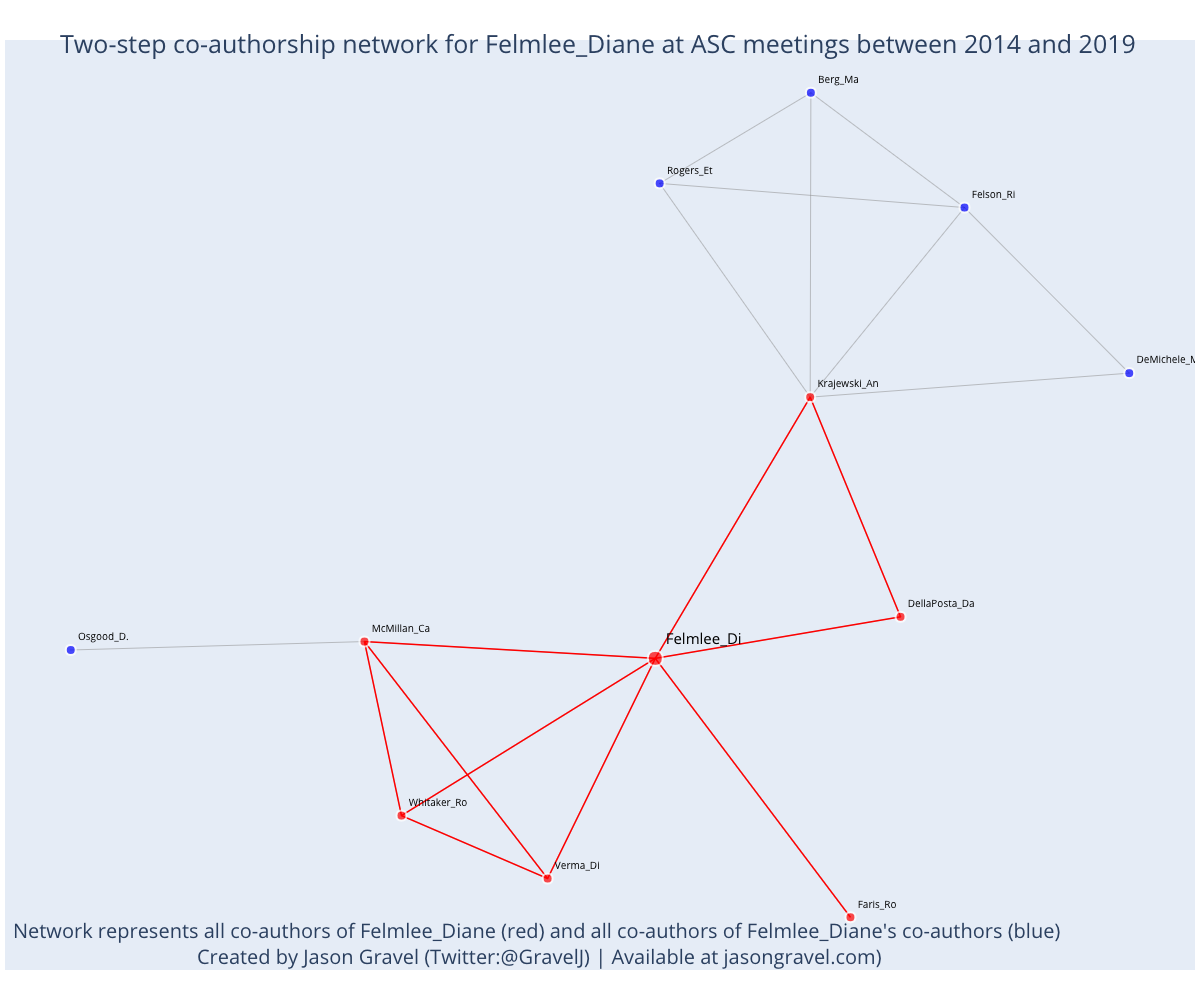 Two-step co-authorship network for Felmlee_Diane at ASC meetings between 2014 and 2019
Berg_Ma
Rogers_Et
Felson_Ri
DeMichele_M
Krajewski_An
DellaPosta_Da
McMillan_Ca
Osgood_D.
Felmlee_Di
Whitaker_Ro
Verma_Di
Faris_Ro
Network represents all co-authors of Felmlee_Diane (red) and all co-authors of Felmlee_Diane's co-authors (blue)
Created by Jason Gravel (Twitter:@GravelJ) | Available at jasongravel.com)